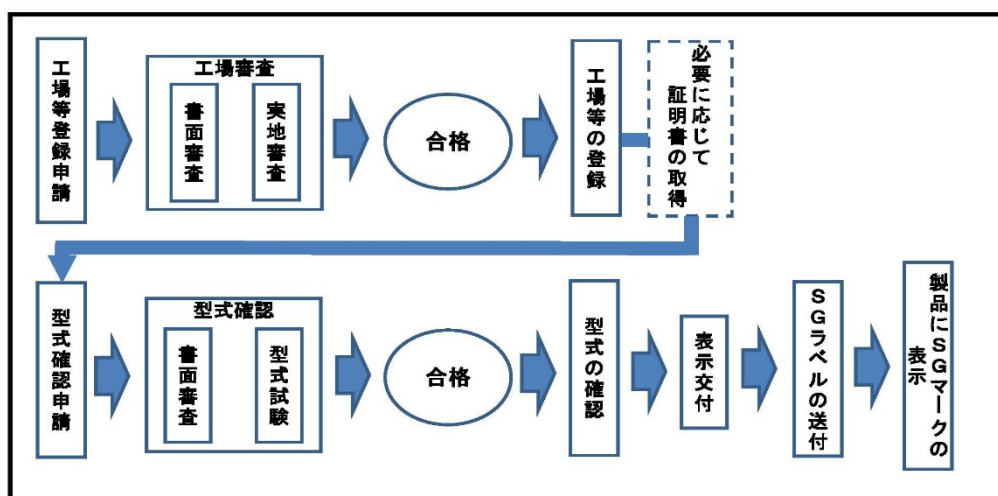 工場等登録申請
工場審査
書面審査
実地審査
合格
工場等の登録
必要に応じて
証明書の取得
型式確認申請
型式確認
書面審査
型式試験
合格
型式の確認
表示交付
SGラベルの送付
製品にSGマークの
表示